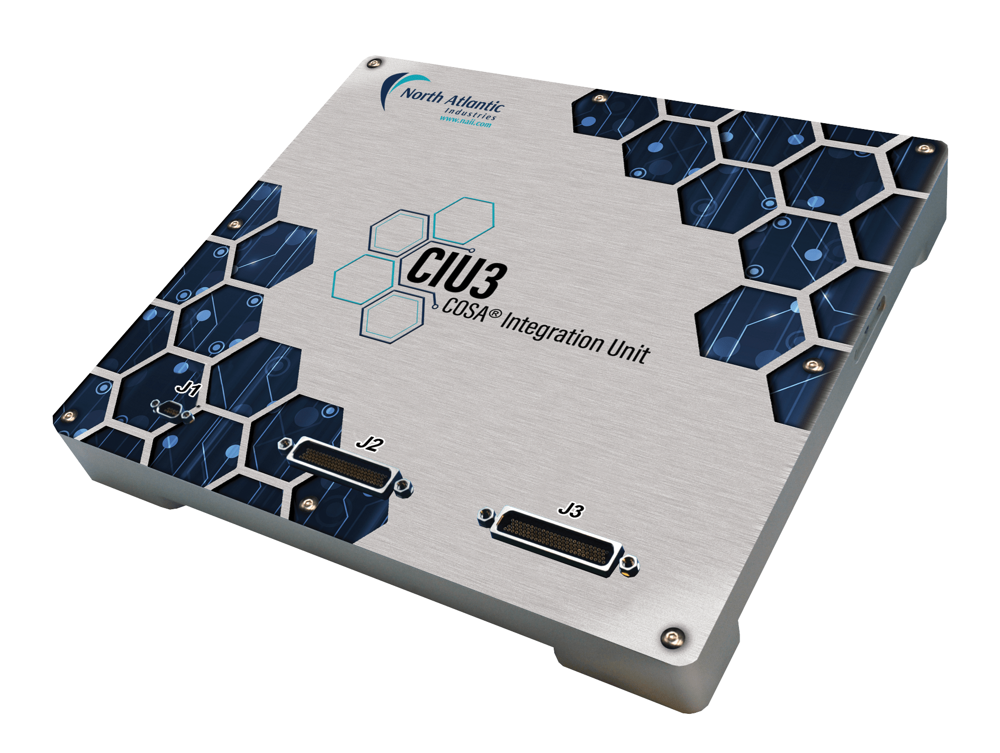 North Atlantic
Industries
www.naii.com
CIU3
COSA® Integration Unit
J1
J2
J3